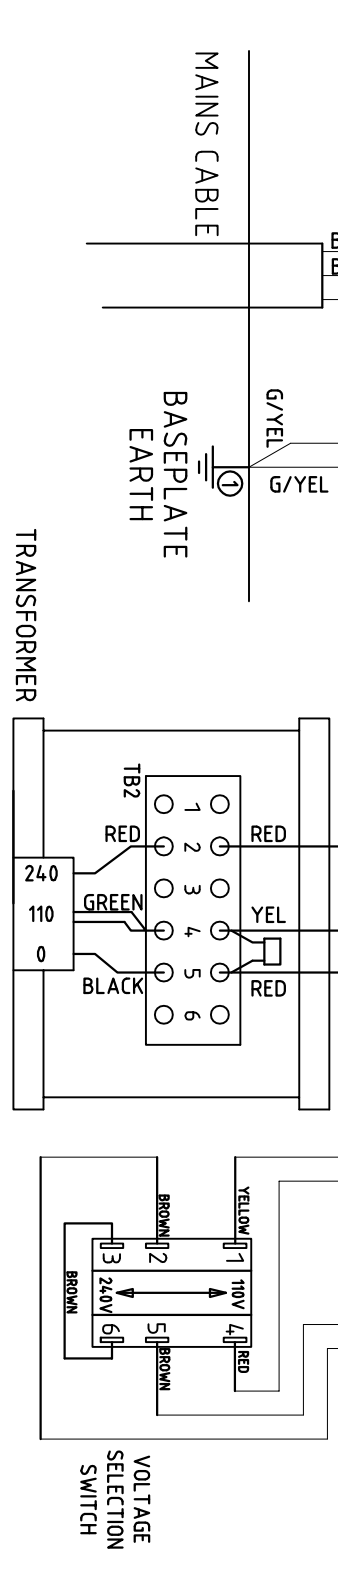 MAINS CABLE
B
B
G/YEL
G/YEL
1
BASEPLATE
EARTH
TRANSFORMER
TB2
1
RED
2
RED
240
3
GREEN
110
4
YEL
0
5
BLACK
RED
6
BROWN
YELLOW
3
2
1
BROWN
240V
110V
6
5
4
BROWN
RED
VOLTAGE
SELECTION
SWITCH